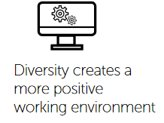 Diversity creates a
more positive
working environment